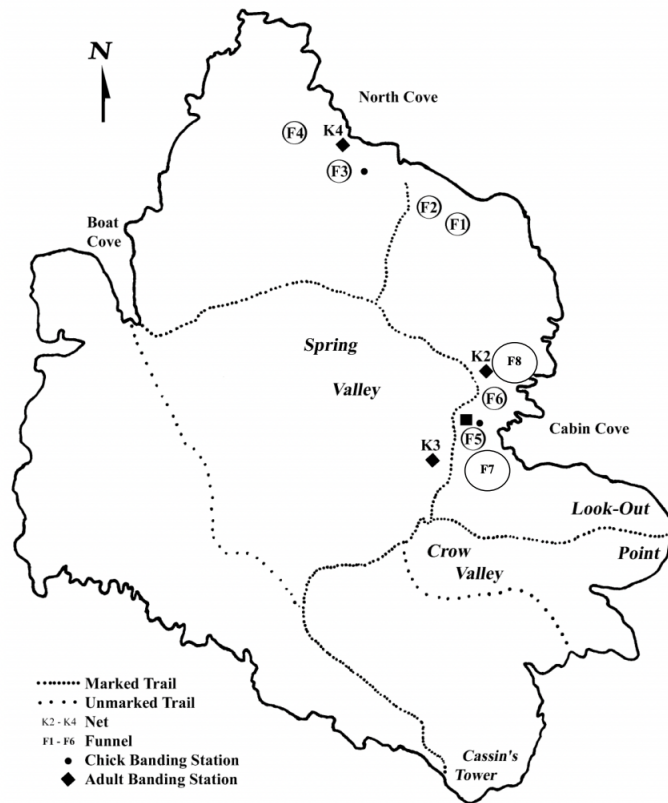 N
North Cove
F4
K4
F3
F2
F1
Boat
Cove
Spring
Valley
K2
F8
F6
Cabin Cove
K3
F5
F7
Look-Out
Point
Crow
Valley
Marked Trail
Unmarked Trail
K2 - K4 Net
F1 - F6 Funnel
Chick Banding Station
Adult Banding Station
Cassin's
Tower